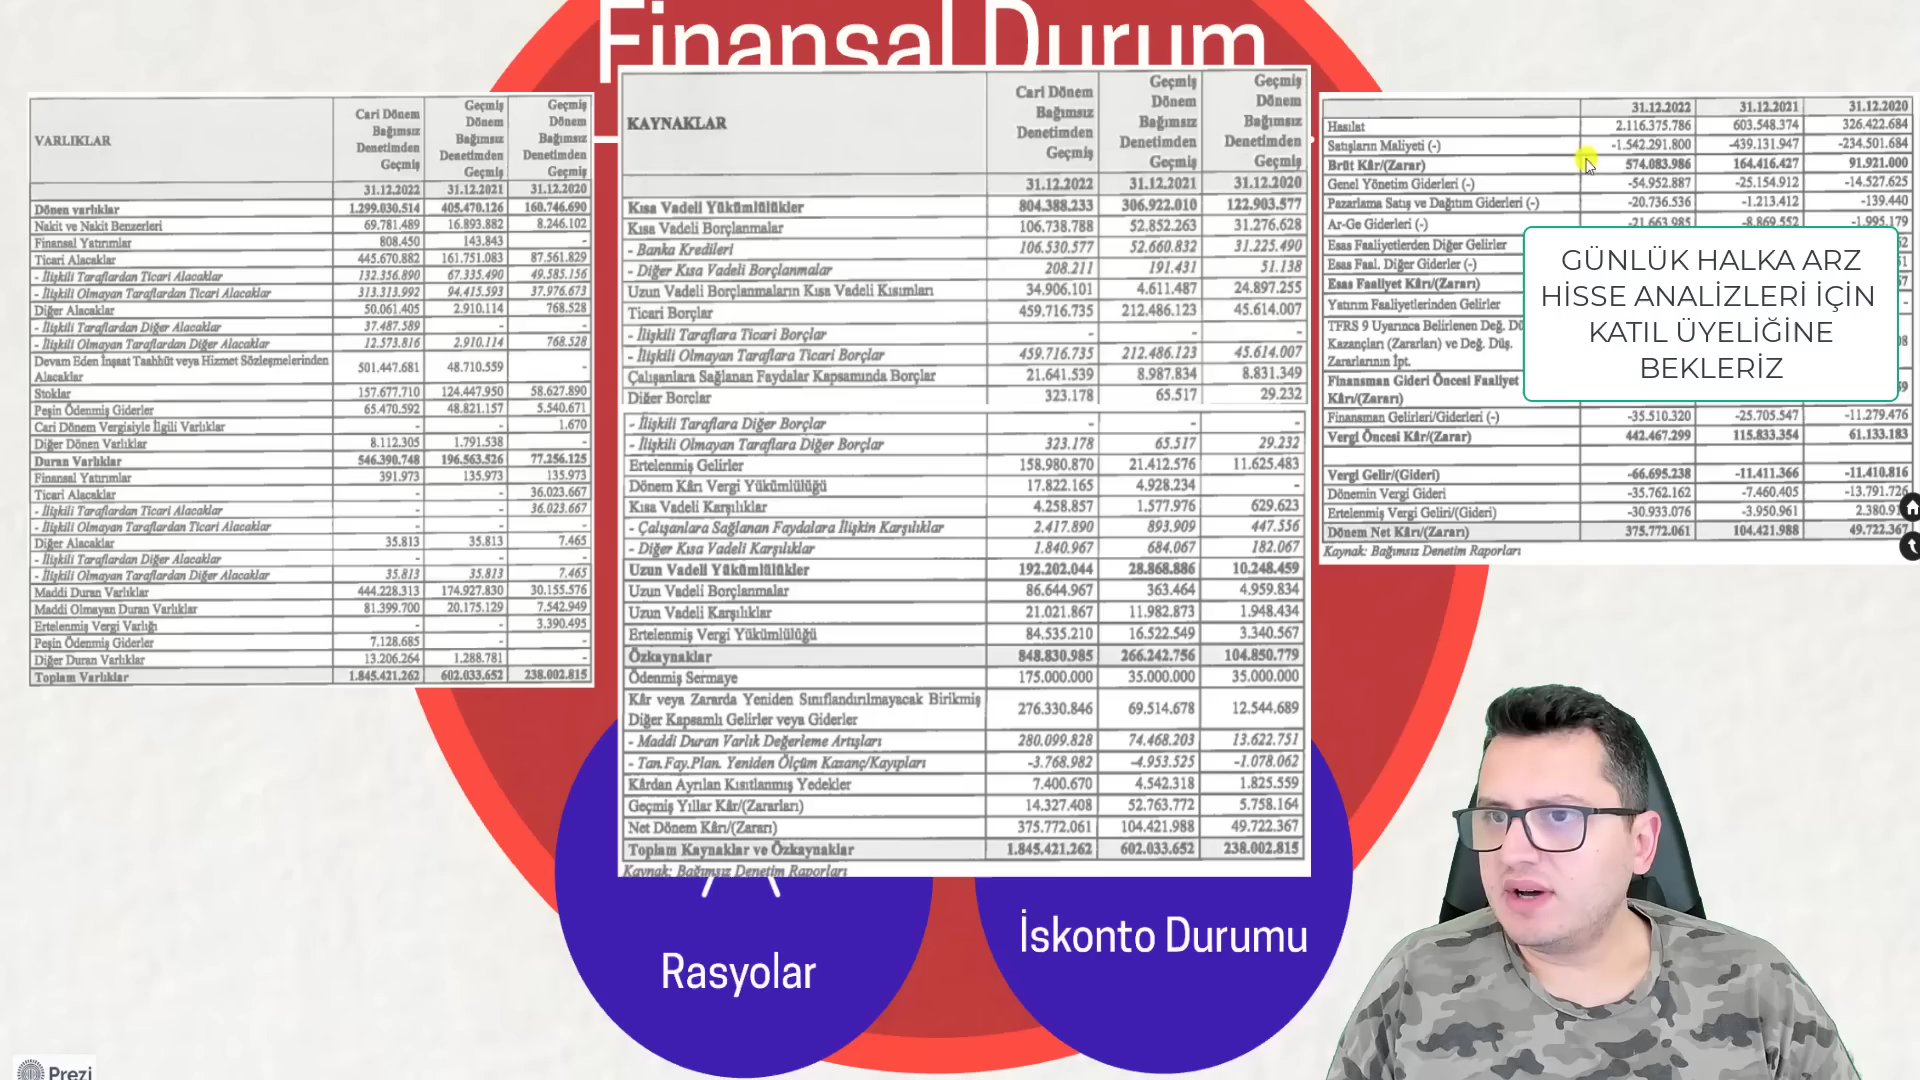 Finansal Durum
VARLIKLAR
Cari Dönem Bağımsız Denetimden Geçmiş
Geçmiş Dönem Bağımsız Denetimden Geçmiş
Geçmiş Dönem Bağımsız Denetimden Geçmiş
31.12.2022 31.12.2021 31.12.2020
Dönen varlıklar 1.299.030.514 405.470.126 160.746.690
Nakit ve Nakit Benzerleri 69.781.489 16.893.882 8.246.102
Finansal Yatırımlar 808.450 143.843 -
Ticari Alacaklar 445.670.882 161.751.083 87.561.829
- İlişkili Taraflardan Ticari Alacaklar 132.356.890 67.335.490 49.585.156
- İlişkili Olmayan Taraflardan Ticari Alacaklar 313.313.992 94.415.593 37.976.673
Diğer Alacaklar 50.061.405 2.910.114 768.528
- İlişkili Taraflardan Diğer Alacaklar 37.487.589 - -
- İlişkili Olmayan Taraflardan Diğer Alacaklar 12.573.816 2.910.114 768.528
Devam Eden İnşaat Taahhüt veya Hizmet Sözleşmelerinden
Alacaklar 501.447.681 48.710.559 -
Stoklar 157.677.710 124.447.950 58.627.890
Peşin Ödenmiş Giderler 65.470.592 48.821.157 5.540.671
Cari Dönem Vergisiyle İlgili Varlıklar - - 1.670
Diğer Dönen Varlıklar 8.112.305 1.791.538 -
Duran Varlıklar 546.390.748 196.563.526 77.256.125
Finansal Yatırımlar 391.973 135.973 135.973
Ticari Alacaklar - - 36.023.667
- İlişkili Taraflardan Ticari Alacaklar - - 36.023.667
- İlişkili Olmayan Taraflardan Ticari Alacaklar - - -
Diğer Alacaklar 35.813 35.813 7.465
- İlişkili Taraflardan Diğer Alacaklar - - -
- İlişkili Olmayan Taraflardan Diğer Alacaklar 35.813 35.813 7.465
Maddi Duran Varlıklar 444.228.313 174.927.830 30.155.576
Maddi Olmayan Duran Varlıklar 81.399.700 20.175.129 7.542.949
Ertelenmiş Vergi Varlığı - - 3.390.495
Peşin Ödenmiş Giderler 7.128.685 - -
Diğer Duran Varlıklar 13.206.264 1.288.781 -
Toplam Varlıklar 1.845.421.262 602.033.652 238.002.815
KAYNAKLAR
Cari Dönem Bağımsız Denetimden Geçmiş
Geçmiş Dönem Bağımsız Denetimden Geçmiş
Geçmiş Dönem Bağımsız Denetimden Geçmiş
31.12.2022 31.12.2021 31.12.2020
Kısa Vadeli Yükümlülükler 804.388.233 306.922.010 122.903.577
Kısa Vadeli Borçlanmalar 106.738.788 52.852.263 31.276.628
- Banka Kredileri 106.530.577 52.660.832 31.225.490
- Diğer Kısa Vadeli Borçlanmalar 208.211 191.431 51.138
Uzun Vadeli Borçlanmaların Kısa Vadeli Kısımları 34.906.101 4.611.487 24.897.255
Ticari Borçlar 459.716.735 212.486.123 45.614.007
- İlişkili Taraflara Ticari Borçlar - - -
- İlişkili Olmayan Taraflara Ticari Borçlar 459.716.735 212.486.123 45.614.007
Çalışanlara Sağlanan Faydalar Kapsamında Borçlar 21.641.539 8.987.834 8.831.349
Diğer Borçlar 323.178 65.517 29.232
- İlişkili Taraflara Diğer Borçlar - - -
- İlişkili Olmayan Taraflara Diğer Borçlar 323.178 65.517 29.232
Ertelenmiş Gelirler 158.980.870 21.412.576 11.625.483
Dönem Kârı Vergi Yükümlülüğü 17.822.165 4.928.234 -
Kısa Vadeli Karşılıklar 4.258.857 1.577.976 629.623
- Çalışanlara Sağlanan Faydalara İlişkin Karşılıklar 2.417.890 893.909 447.556
- Diğer Kısa Vadeli Karşılıklar 1.840.967 684.067 182.067
Uzun Vadeli Yükümlülükler 192.202.044 28.868.886 10.248.459
Uzun Vadeli Borçlanmalar 86.644.967 363.464 4.959.834
Uzun Vadeli Karşılıklar 21.021.867 11.982.873 1.948.434
Ertelenmiş Vergi Yükümlülüğü 84.535.210 16.522.549 3.340.567
Özkaynaklar 848.830.985 266.242.756 104.850.779
Ödenmiş Sermaye 175.000.000 35.000.000 35.000.000
Kâr veya Zararda Yeniden Sınıflandırılmayacak Birikmiş
Diğer Kapsamlı Gelirler veya Giderler 276.330.846 69.514.678 12.544.689
- Maddi Duran Varlık Değerleme Artışları 280.099.828 74.468.203 13.622.751
- Tan.Fay.Plan. Yeniden Ölçüm Kazanç/Kayıpları -3.768.982 -4.953.525 -1.078.062
Kârdan Ayrılan Kısıtlanmış Yedekler 7.400.670 4.542.318 1.825.559
Geçmiş Yıllar Kâr/(Zararları) 14.327.408 52.763.772 5.758.164
Net Dönem Kârı/(Zararı) 375.772.061 104.421.988 49.722.367
Toplam Kaynaklar ve Özkaynaklar 1.845.421.262 602.033.652 238.002.815
Kaynak: Bağımsız Denetim Raporları
31.12.2022 31.12.2021 31.12.2020
Hasılat 2.116.375.786 603.548.374 326.422.684
Satışların Maliyeti (-) -1.542.291.800 -439.131.947 -234.501.684
Brüt Kâr/(Zarar) 574.083.986 164.416.427 91.921.000
Genel Yönetim Giderleri (-) -54.952.887 -25.154.912 -14.527.625
Pazarlama Satış ve Dağıtım Giderleri (-) -20.736.536 -1.213.412 -139.440
Ar-Ge Giderleri (-) -21.663.985 -8.869.552 -1.995.179
Esas Faaliyetlerden Diğer Gelirler
Esas Faal. Diğer Giderler (-)
Esas Faaliyet Kârı/(Zararı)
Yatırım Faaliyetlerinden Gelirler
TFRS 9 Uyarınca Belirlenen Değ.
Kazançları (Zararları) ve Değ. Düş.
Zararlarının İpt.
Finansman Gideri Öncesi Faaliyet
Kârı/(Zararı)
Finansman Gelirleri/Giderleri (-) -35.510.320 -25.705.547 -11.279.476
Vergi Öncesi Kâr/(Zarar) 442.467.299 115.833.354 61.133.183
Vergi Gelir/(Gideri) -66.695.238 -11.411.366 -11.410.816
Dönemin Vergi Gideri -35.762.162 -7.460.405 -13.791.726
Ertelenmiş Vergi Geliri/(Gideri) -30.933.076 -3.950.961
Dönem Net Kârı/(Zararı) 375.772.061 104.421.988 49.722.367
Kaynak: Bağımsız Denetim Raporları
GÜNLÜK HALKA ARZ
HİSSE ANALİZLERİ İÇİN
KATIL ÜYELİĞİNE
BEKLERİZ
Rasyolar
İskonto Durumu
Prezi